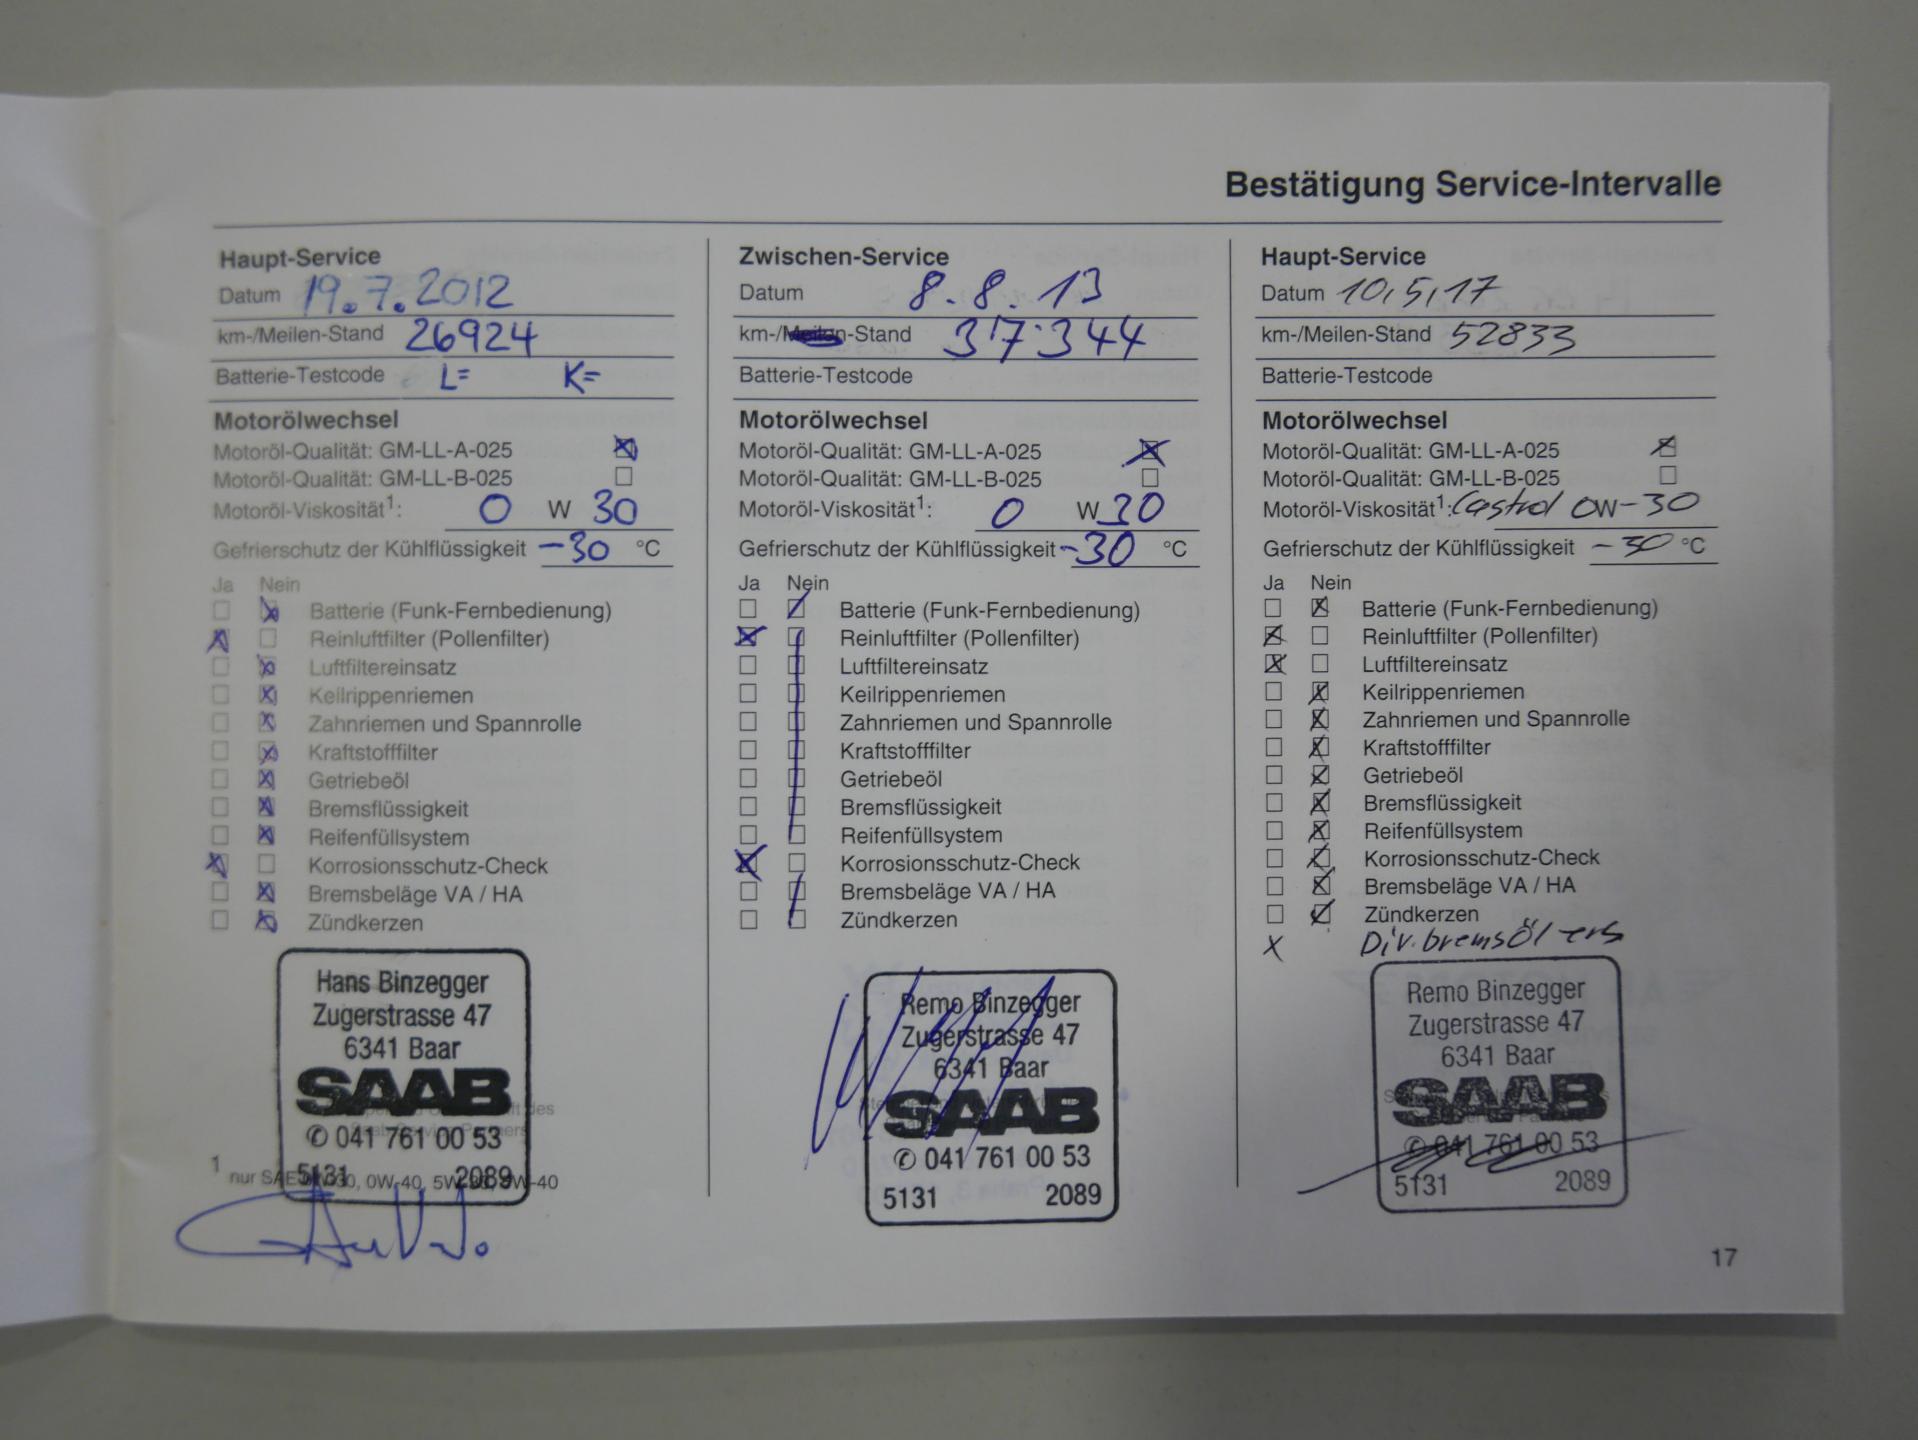 Bestätigung Service-Intervalle
Haupt-Service
Datum 19.7.2012
km-/Meilen-Stand 26924
Batterie-Testcode L= K=
Motorölwechsel
Motoröl-Qualität: GM-LL-A-025
Motoröl-Qualität: GM-LL-B-025
Motoröl-Viskosität1: 0 W 30
Gefrierschutz der Kühlflüssigkeit -30 °C
Ja Nein
Batterie (Funk-Fernbedienung)
Reinluftfilter (Pollenfilter)
Luftfiltereinsatz
Keilrippenriemen
Zahnriemen und Spannrolle
Kraftstofffilter
Getriebeöl
Bremsflüssigkeit
Reifenfüllsystem
Korrosionsschutz-Check
Bremsbeläge VA / HA
Zündkerzen
Hans Binzegger
Zugerstrasse 47
6341 Baar
SAAB
✆ 041 761 00 53
5131 2089
1 nur SAE 0W-30, 0W-40, 5W-30, 5W-40
Zwischen-Service
Datum 8.8.13
km-/Meilen-Stand 37'344
Batterie-Testcode
Motorölwechsel
Motoröl-Qualität: GM-LL-A-025
Motoröl-Qualität: GM-LL-B-025
Motoröl-Viskosität1: 0 W 30
Gefrierschutz der Kühlflüssigkeit -30 °C
Ja Nein
Batterie (Funk-Fernbedienung)
Reinluftfilter (Pollenfilter)
Luftfiltereinsatz
Keilrippenriemen
Zahnriemen und Spannrolle
Kraftstofffilter
Getriebeöl
Bremsflüssigkeit
Reifenfüllsystem
Korrosionsschutz-Check
Bremsbeläge VA / HA
Zündkerzen
Remo Binzegger
Zugerstrasse 47
6341 Baar
SAAB
✆ 041 761 00 53
5131 2089
Haupt-Service
Datum 10,5,17
km-/Meilen-Stand 52833
Batterie-Testcode
Motorölwechsel
Motoröl-Qualität: GM-LL-A-025
Motoröl-Qualität: GM-LL-B-025
Motoröl-Viskosität1: Castrol 0W-30
Gefrierschutz der Kühlflüssigkeit -30 °C
Ja Nein
Batterie (Funk-Fernbedienung)
Reinluftfilter (Pollenfilter)
Luftfiltereinsatz
Keilrippenriemen
Zahnriemen und Spannrolle
Kraftstofffilter
Getriebeöl
Bremsflüssigkeit
Reifenfüllsystem
Korrosionsschutz-Check
Bremsbeläge VA / HA
Zündkerzen
X Div. bremsöl ers
Remo Binzegger
Zugerstrasse 47
6341 Baar
SAAB
✆ 041 761 00 53
5131 2089
17